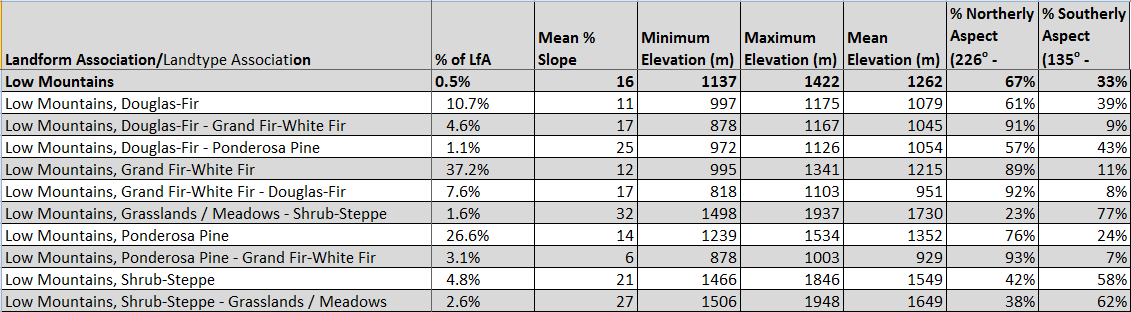 Landform Association/Landtype Association % of LfA Mean % Slope Minimum Elevation (m) Maximum Elevation (m) Mean Elevation (m) % Northerly Aspect (226° - % Southerly Aspect (135° -
Low Mountains 0.5% 16 1137 1422 1262 67% 33%
Low Mountains, Douglas-Fir 10.7% 11 997 1175 1079 61% 39%
Low Mountains, Douglas-Fir - Grand Fir-White Fir 4.6% 17 878 1167 1045 91% 9%
Low Mountains, Douglas-Fir - Ponderosa Pine 1.1% 25 972 1126 1054 57% 43%
Low Mountains, Grand Fir-White Fir 37.2% 12 995 1341 1215 89% 11%
Low Mountains, Grand Fir-White Fir - Douglas-Fir 7.6% 17 818 1103 951 92% 8%
Low Mountains, Grasslands / Meadows - Shrub-Steppe 1.6% 32 1498 1937 1730 23% 77%
Low Mountains, Ponderosa Pine 26.6% 14 1239 1534 1352 76% 24%
Low Mountains, Ponderosa Pine - Grand Fir-White Fir 3.1% 6 878 1003 929 93% 7%
Low Mountains, Shrub-Steppe 4.8% 21 1466 1846 1549 42% 58%
Low Mountains, Shrub-Steppe - Grasslands / Meadows 2.6% 27 1506 1948 1649 38% 62%